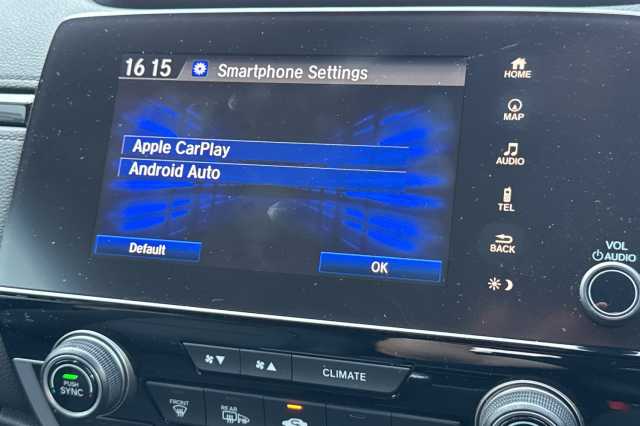 16 15 / Smartphone Settings
HOME
MAP
Apple CarPlay
Android Auto
AUDIO
TEL
BACK
Default
OK
VOL
AUDIO
PUSH
SYNC
CLIMATE
FRONT
REAR